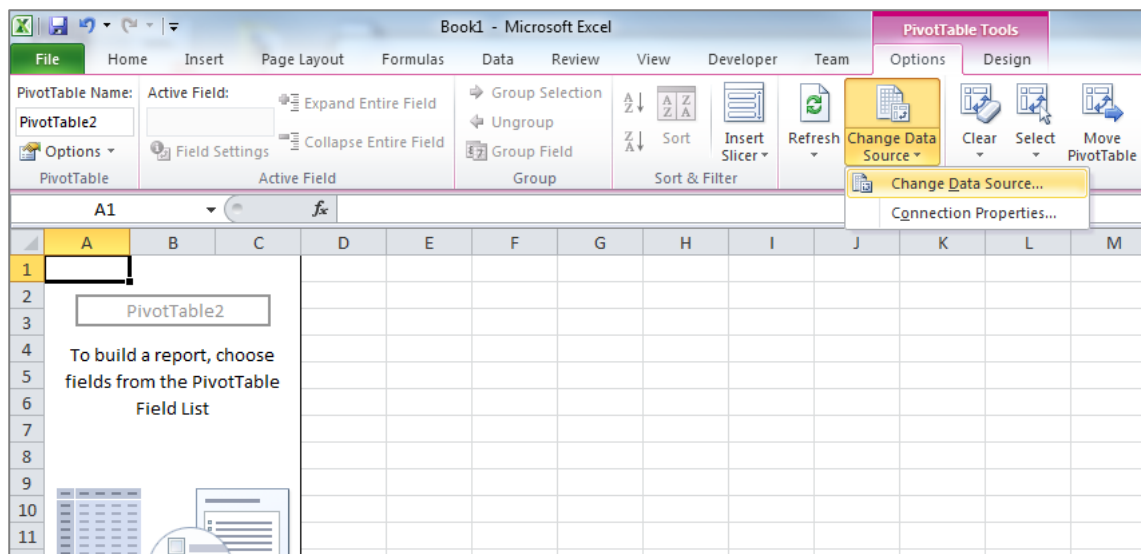 Book1 - Microsoft Excel
PivotTable Tools
File Home Insert Page Layout Formulas Data Review View Developer Team Options Design
PivotTable Name:
PivotTable2
Options
PivotTable
Active Field:
Field Settings
Expand Entire Field
Collapse Entire Field
Active Field
Group Selection
Ungroup
Group Field
Group
Sort
Insert
Slicer
Sort & Filter
Refresh
Change Data
Source
Clear
Select
Move
PivotTable
Change Data Source...
Connection Properties...
A1
fx
A B C D E F G H I J K L M
1
2
PivotTable2
3
4
To build a report, choose
5
fields from the PivotTable
6
Field List
7
8
9
10
11